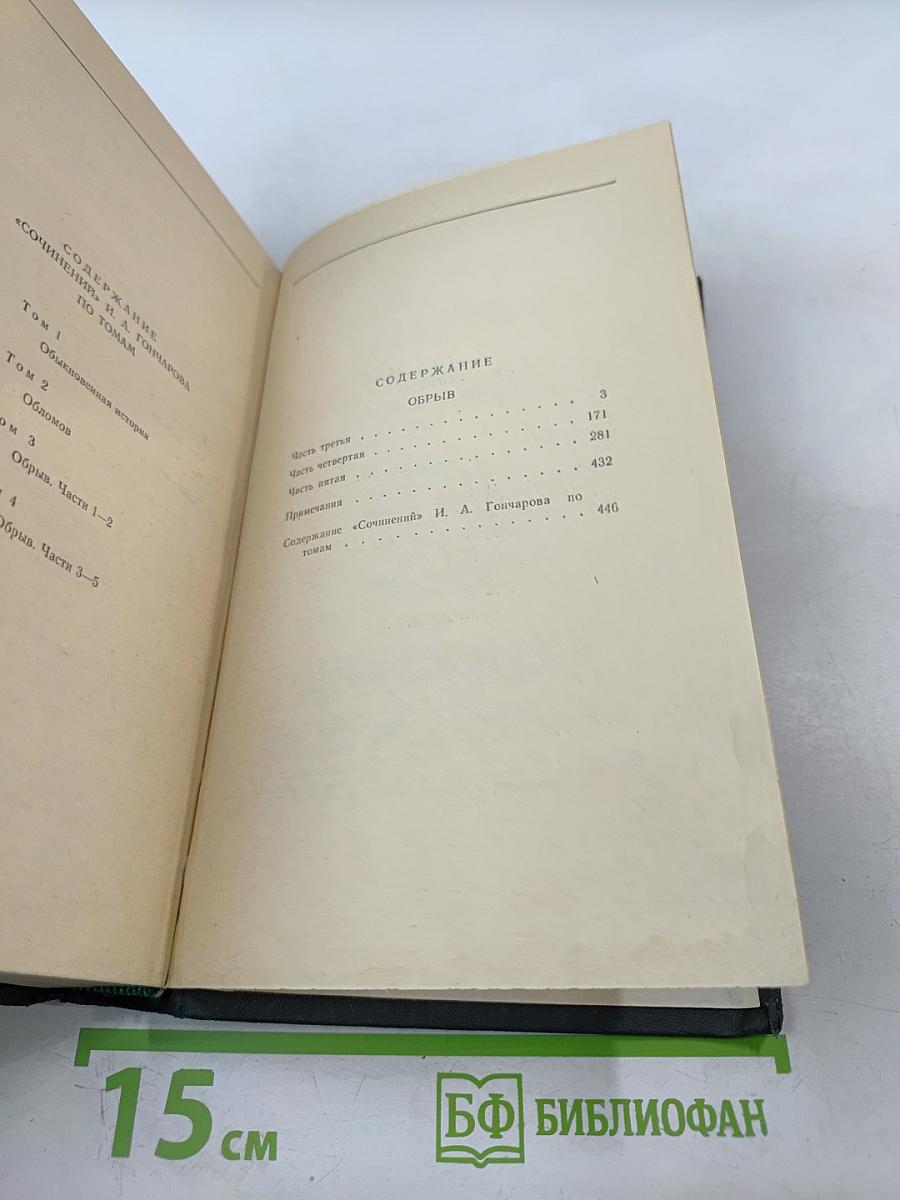 СОДЕРЖАНИЕ
«СОЧИНЕНИЙ» И. А. ГОНЧАРОВА
ПО ТОМАМ
Том 1
Обыкновенная история
Том 2
Обломов
ом 3
Обрыв. Части 1—2
4
Обрыв. Части 3—5
СОДЕРЖАНИЕ
ОБРЫВ
Часть третья . . . . . . . . . . . . . 3
Часть четвертая . . . . . . . . . . . . 171
Часть пятая . . . . . . . . . . . . . 281
Примечания . . . . . . . . . . . . . 432
Содержание «Сочинений» И. А. Гончарова по
томам . . . . . . . . . . . . . . 446
15 см
БФ БИБЛИОФАН